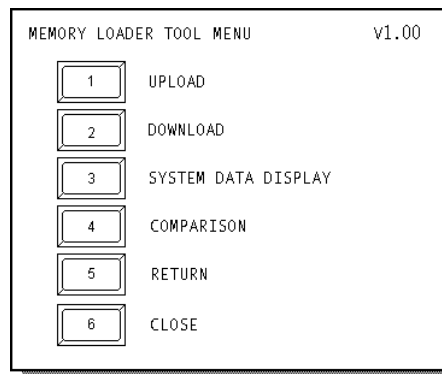 MEMORY LOADER TOOL MENU V1.00
1 UPLOAD
2 DOWNLOAD
3 SYSTEM DATA DISPLAY
4 COMPARISON
5 RETURN
6 CLOSE